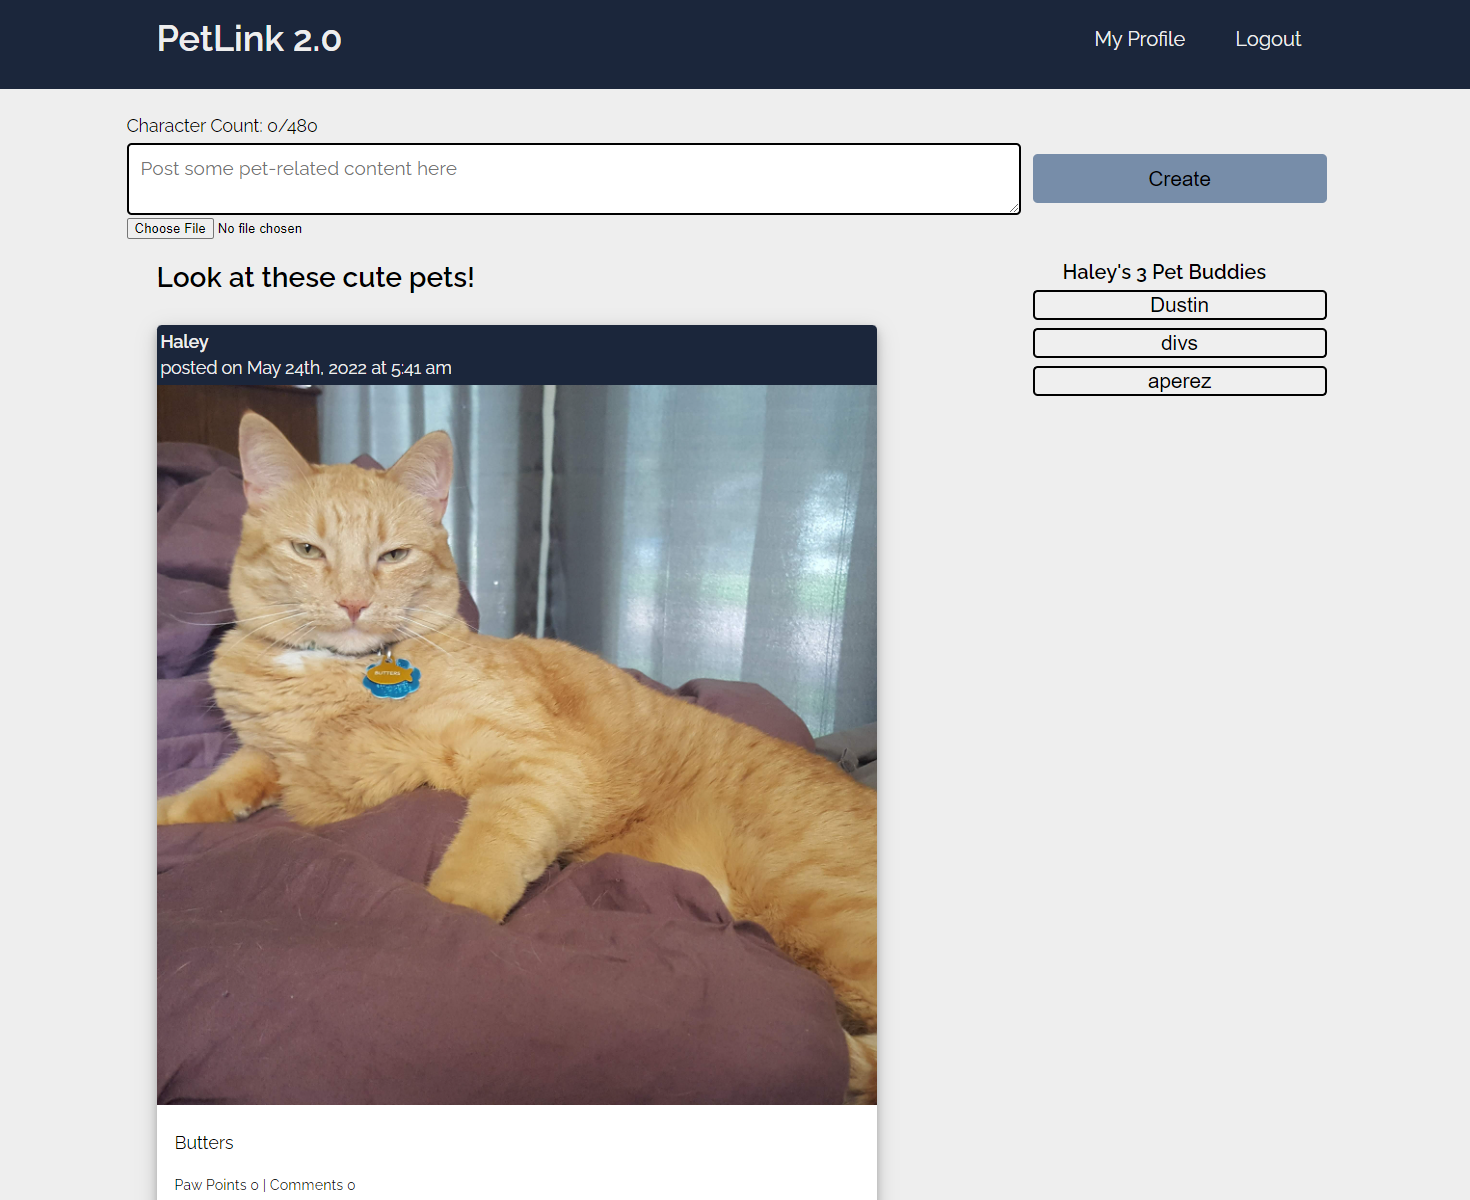 PetLink 2.0
My Profile
Logout
Character Count: 0/480
Post some pet-related content here
Create
Choose File No file chosen
Look at these cute pets!
Haley's 3 Pet Buddies
Dustin
divs
aperez
Haley
posted on May 24th, 2022 at 5:41 am
BUTTERS
Butters
Paw Points 0 | Comments 0